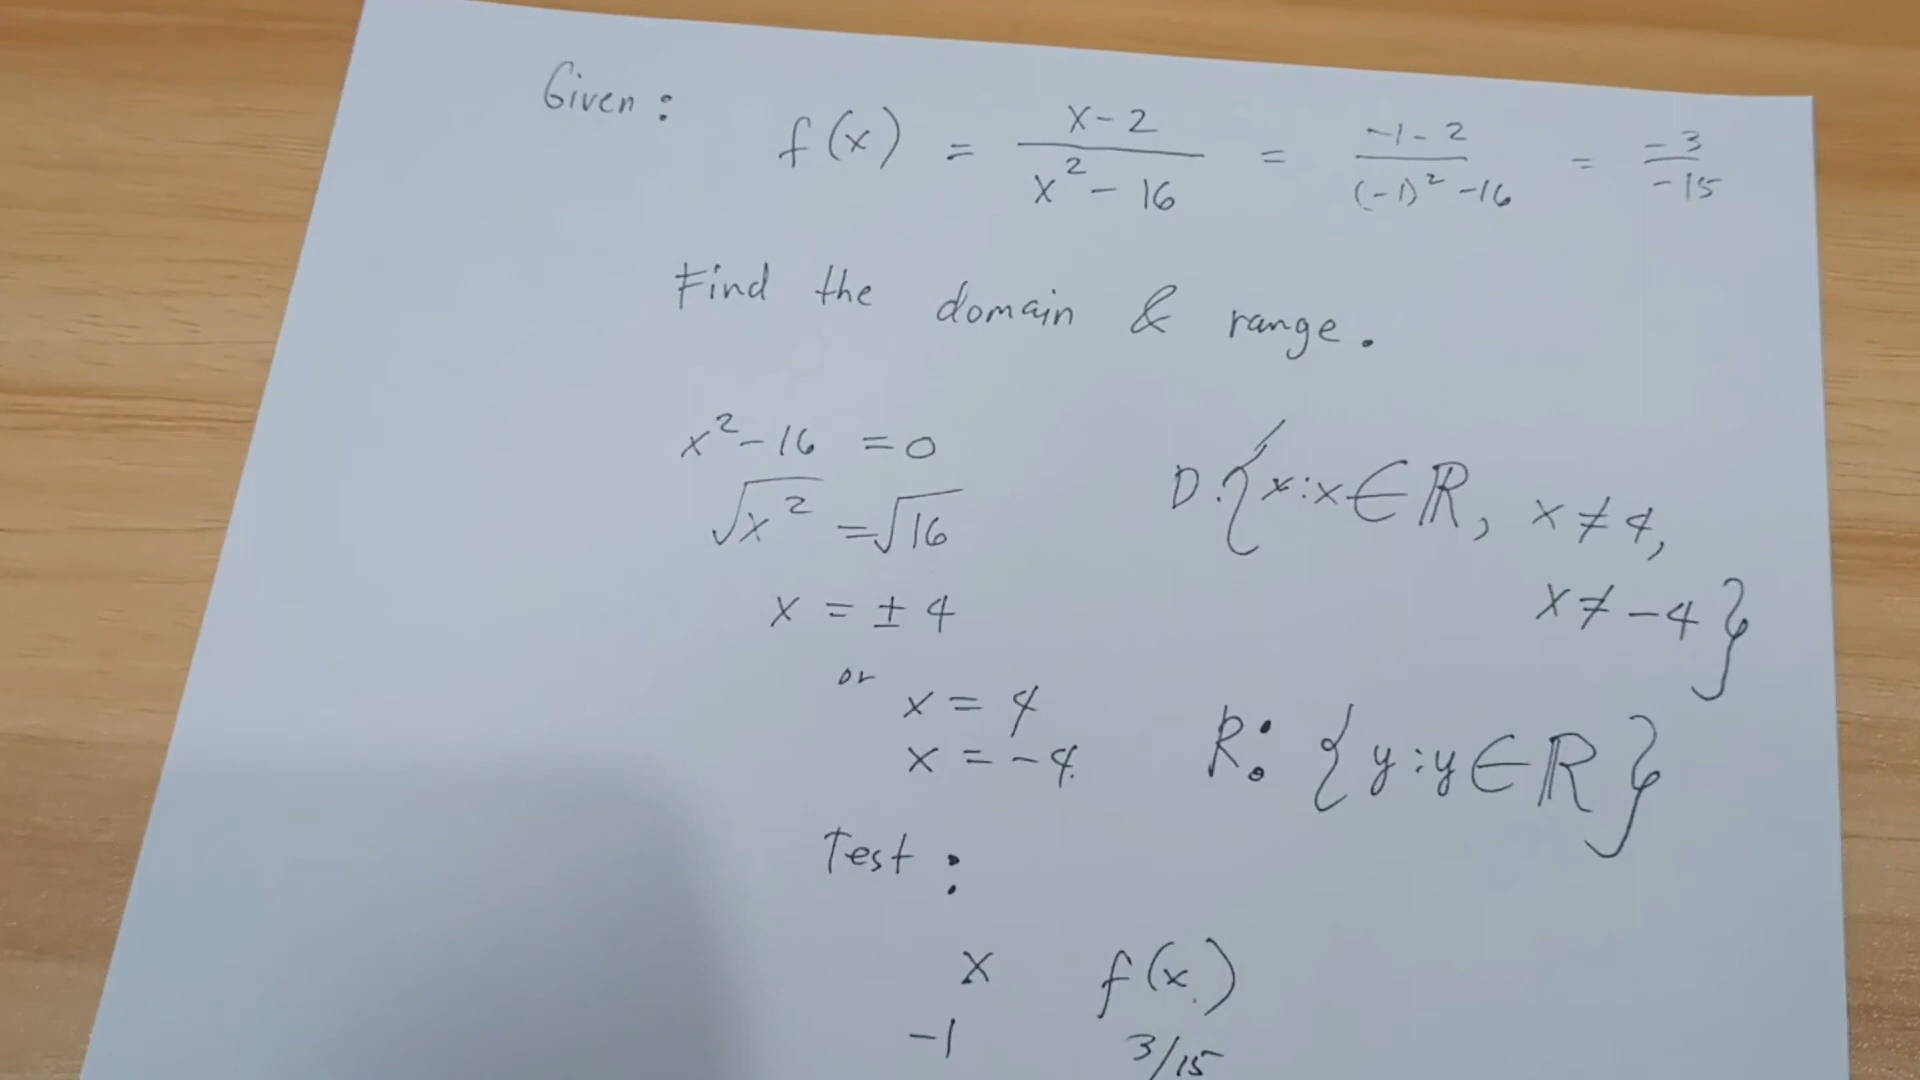 Given :
f(x) = x-2 / x² - 16 = -1-2 / (-1)² -16 = -3 / -15
Find the domain & range.
x² - 16 = 0
√x² = √16
x = ± 4
or x = 4
x = -4
D: {x:x∈ℝ, x ≠ 4,
x ≠ -4}
R: {y:y∈ℝ}
Test :
x f(x)
-1 3/15